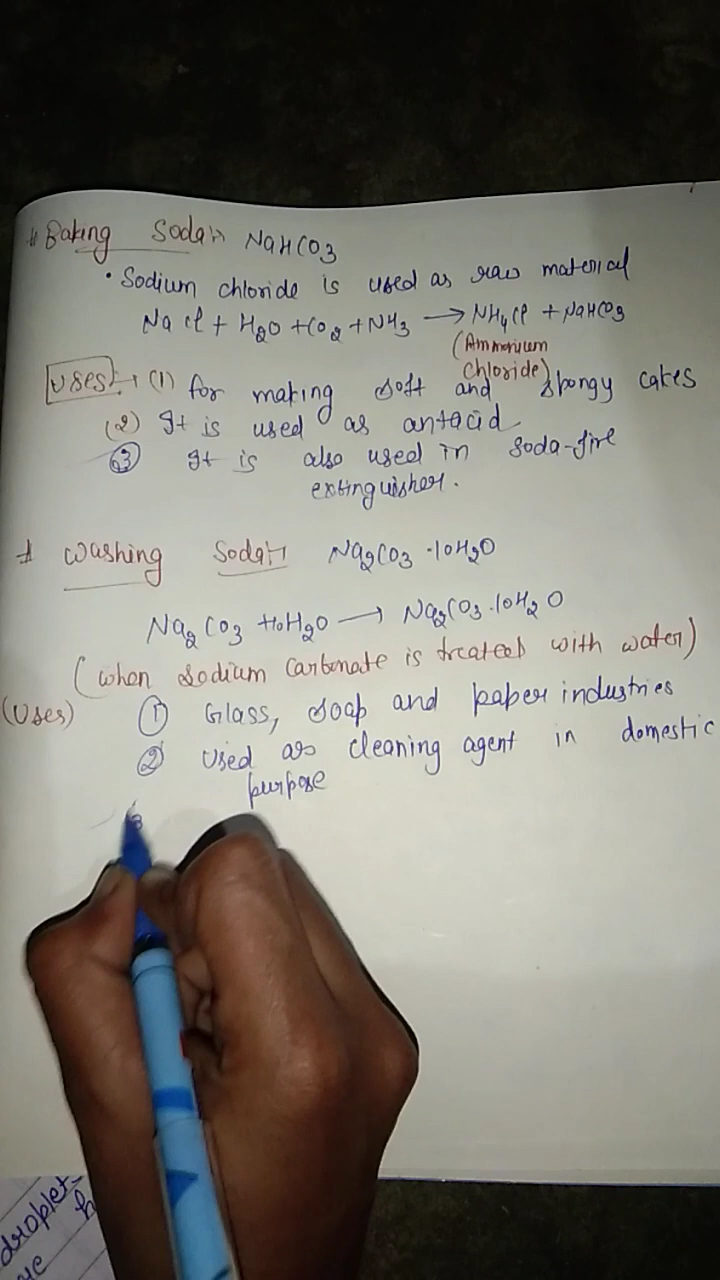 # Baking Soda:- NaHCO3
• Sodium chloride is used as raw material
NaCl + H2O + CO2 + NH3 → NH4Cl + NaHCO3
(Ammonium
chloride)
Uses:- (1) for making soft and spongy cakes
(2) It is used as antacid
(3) It is also used in soda-fire
extinguisher.
# Washing Soda:- Na2CO3 .10H2O
Na2CO3 + 10H2O → Na2CO3.10H2O
(when sodium carbonate is treated with water)
(Uses) ① Glass, soap and paper industries
② Used as cleaning agent in domestic
purpose
3
droplet